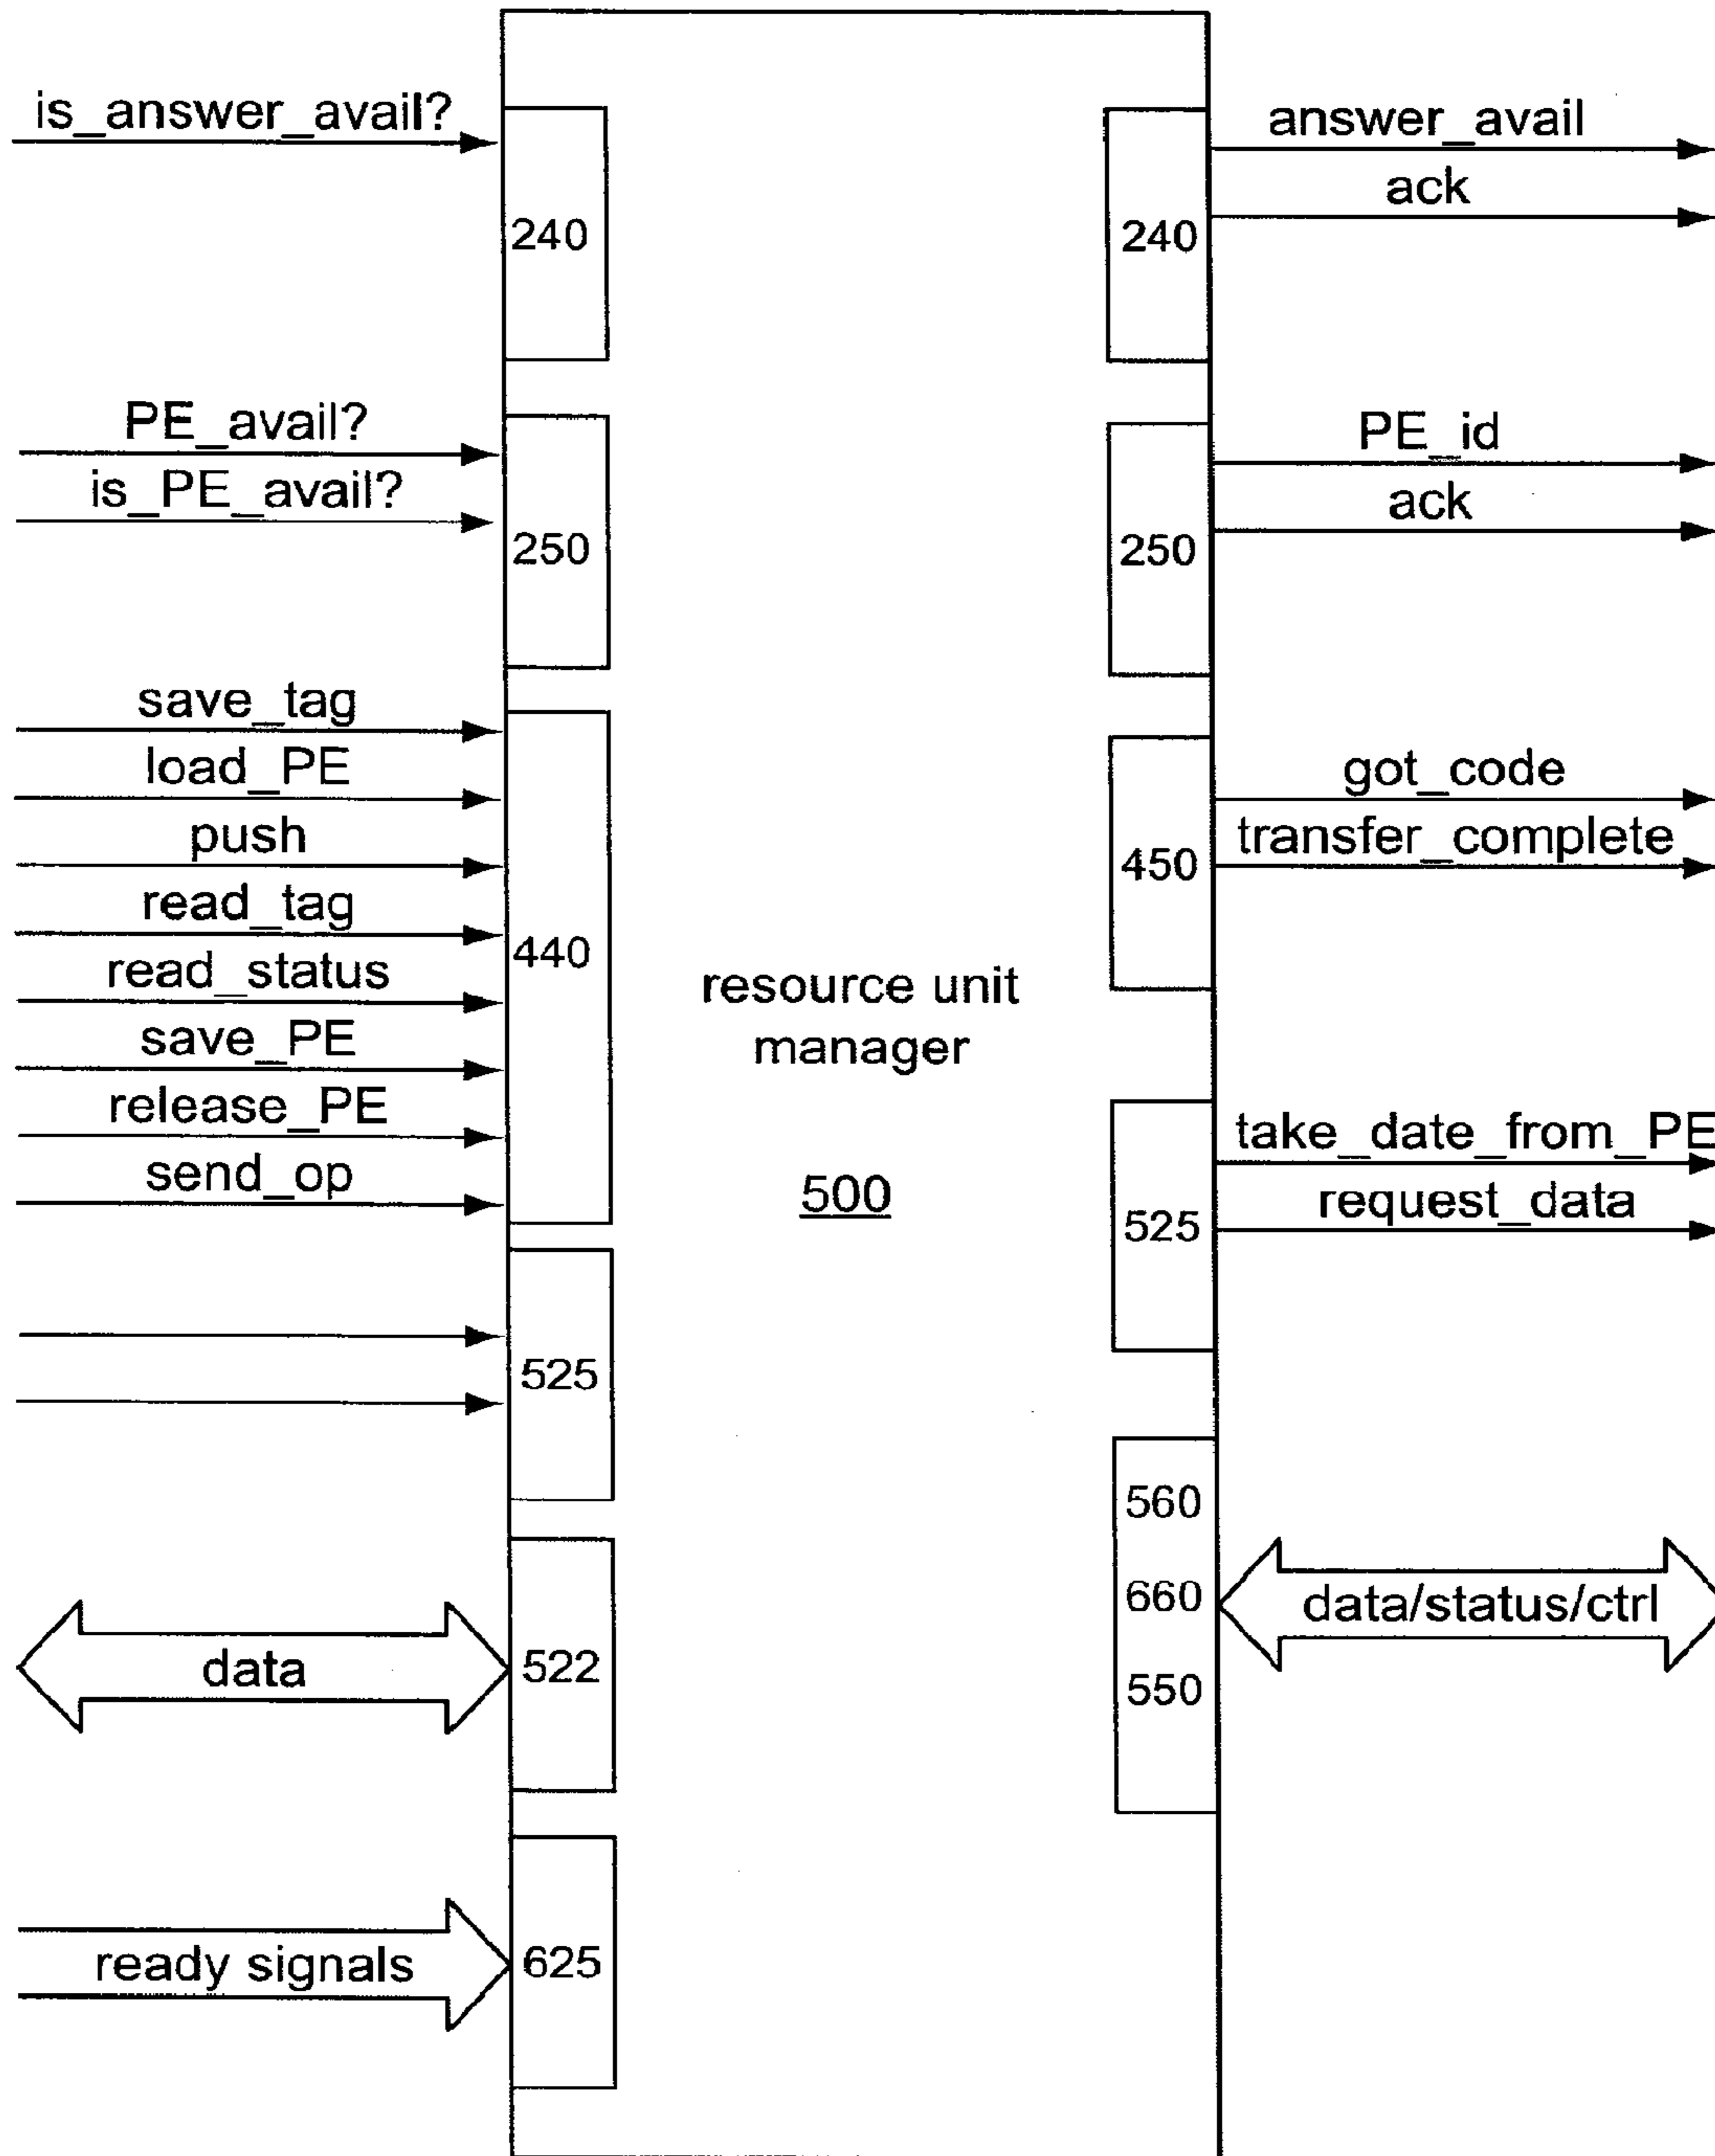 is_answer_avail?
240
PE_avail?
is_PE_avail?
250
save_tag
load_PE
push
read_tag
read_status
save_PE
release_PE
send_op
440
525
data
522
ready signals
625
resource unit
manager
500
240
answer_avail
ack
250
PE_id
ack
450
got_code
transfer_complete
525
take_date_from_PE
request_data
560
660
550
data/status/ctrl